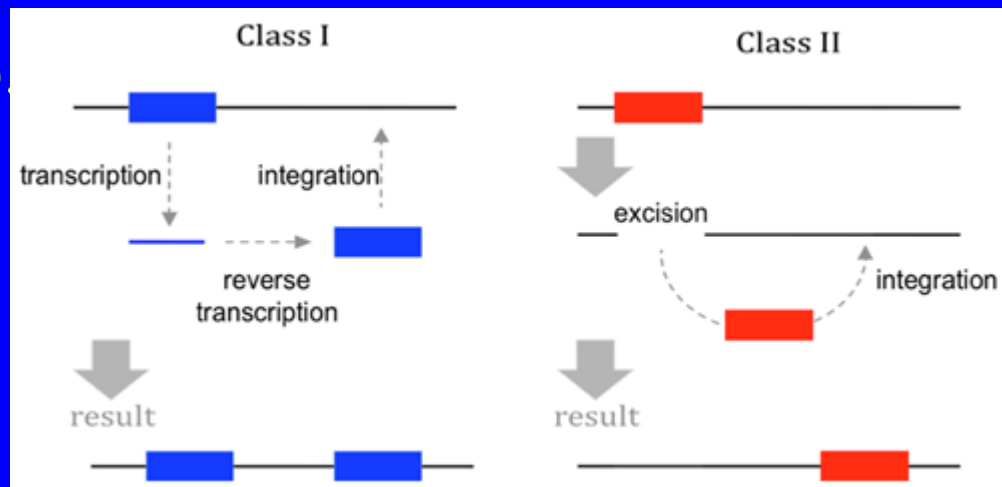 Class I
transcription
integration
reverse
transcription
result
Class II
excision
integration
result